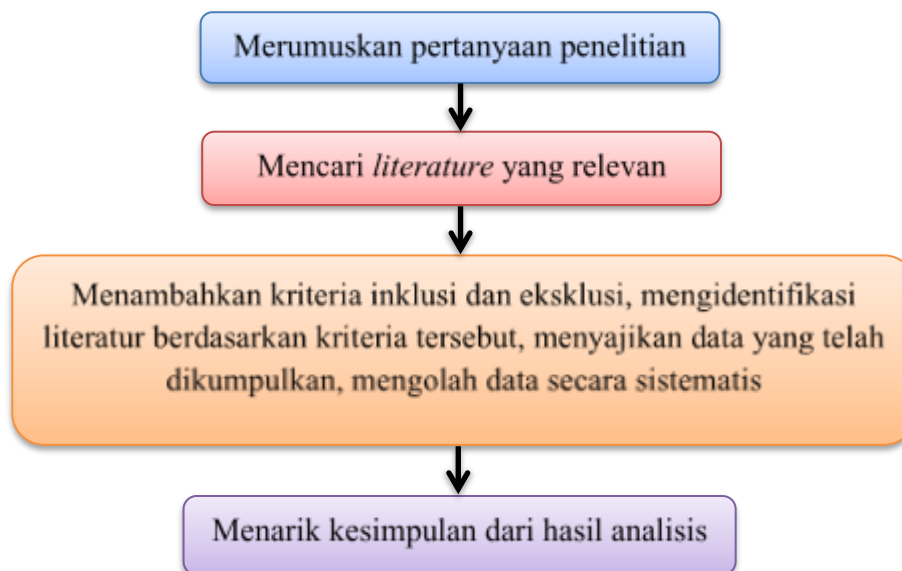 Merumuskan pertanyaan penelitian
Mencari literature yang relevan
Menambahkan kriteria inklusi dan eksklusi, mengidentifikasi
literatur berdasarkan kriteria tersebut, menyajikan data yang telah
dikumpulkan, mengolah data secara sistematis
Menarik kesimpulan dari hasil analisis